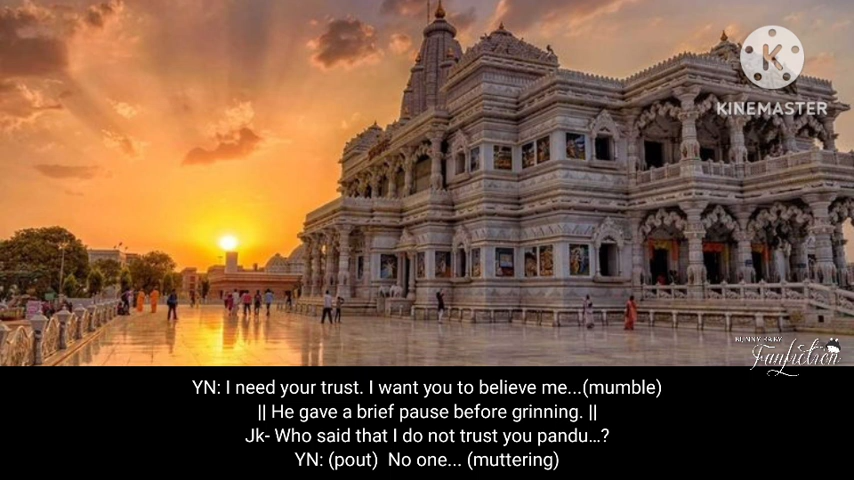 KINEMASTER
Fanfiction
YN: I need your trust. I want you to believe me...(mumble)
|| He gave a brief pause before grinning. ||
Jk- Who said that I do not trust you pandu...?
YN: (pout) No one... (muttering)